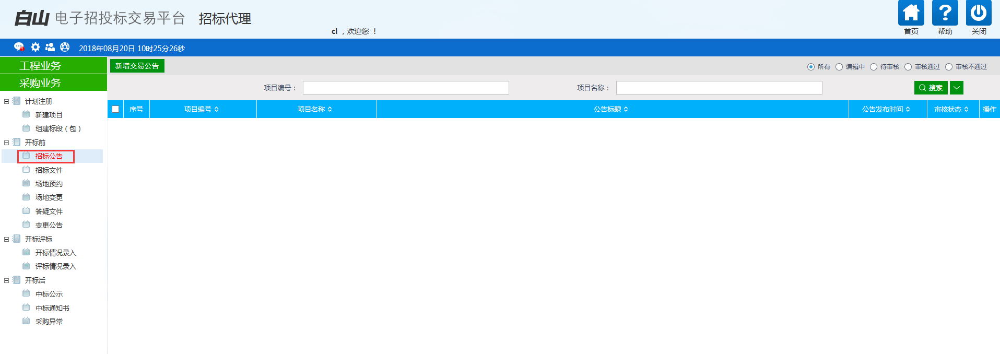 白山 电子招投标交易平台 招标代理
cl ，欢迎您 ！
首页 帮助 关闭
2018年08月20日 10时25分26秒
工程业务
采购业务
计划注册
新建项目
组建标段（包）
开标前
招标公告
招标文件
场地预约
场地变更
答疑文件
变更公告
开标评标
开标情况录入
评标情况录入
开标后
中标公示
中标通知书
采购异常
新增交易公告
所有 编辑中 待审核 审核通过 审核不通过
项目编号： 项目名称： 搜索
序号 项目编号 项目名称 公告标题 公告发布时间 审核状态 操作